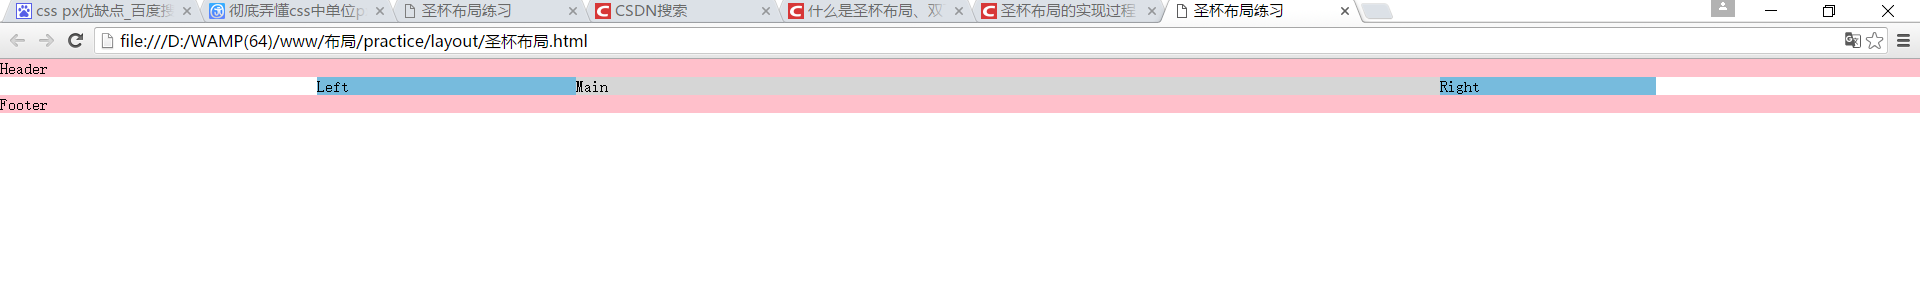 css px优缺点_百度搜
彻底弄懂css中单位p
圣杯布局练习
CSDN搜索
什么是圣杯布局、双
圣杯布局的实现过程
圣杯布局练习
file:///D:/WAMP(64)/www/布局/practice/layout/圣杯布局.html
Header
Left Main Right
Footer